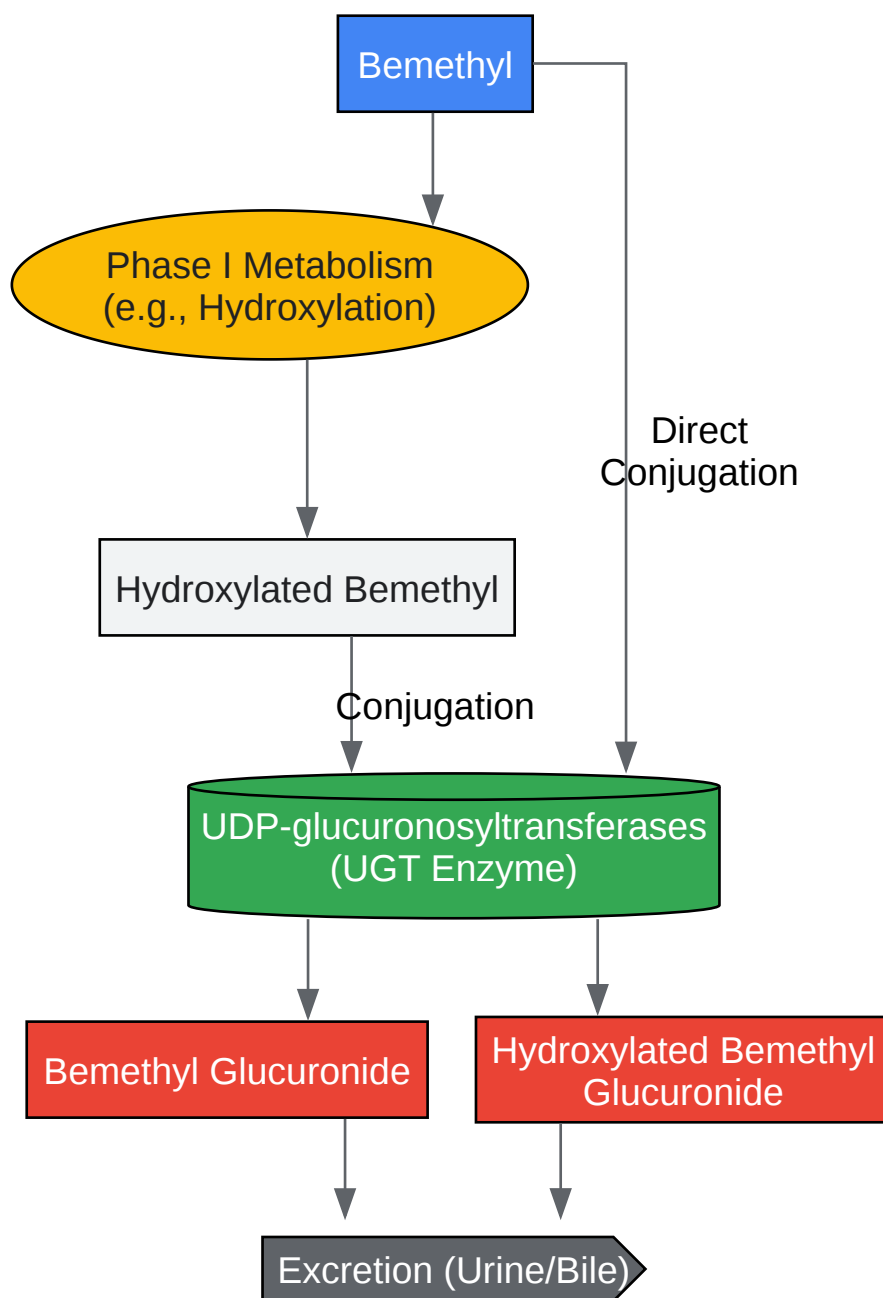 Bemethyl
Phase I Metabolism
(e.g., Hydroxylation)
Direct
Conjugation
Hydroxylated Bemethyl
Conjugation
UDP-glucuronosyltransferases
(UGT Enzyme)
Bemethyl Glucuronide
Hydroxylated Bemethyl
Glucuronide
Excretion (Urine/Bile)